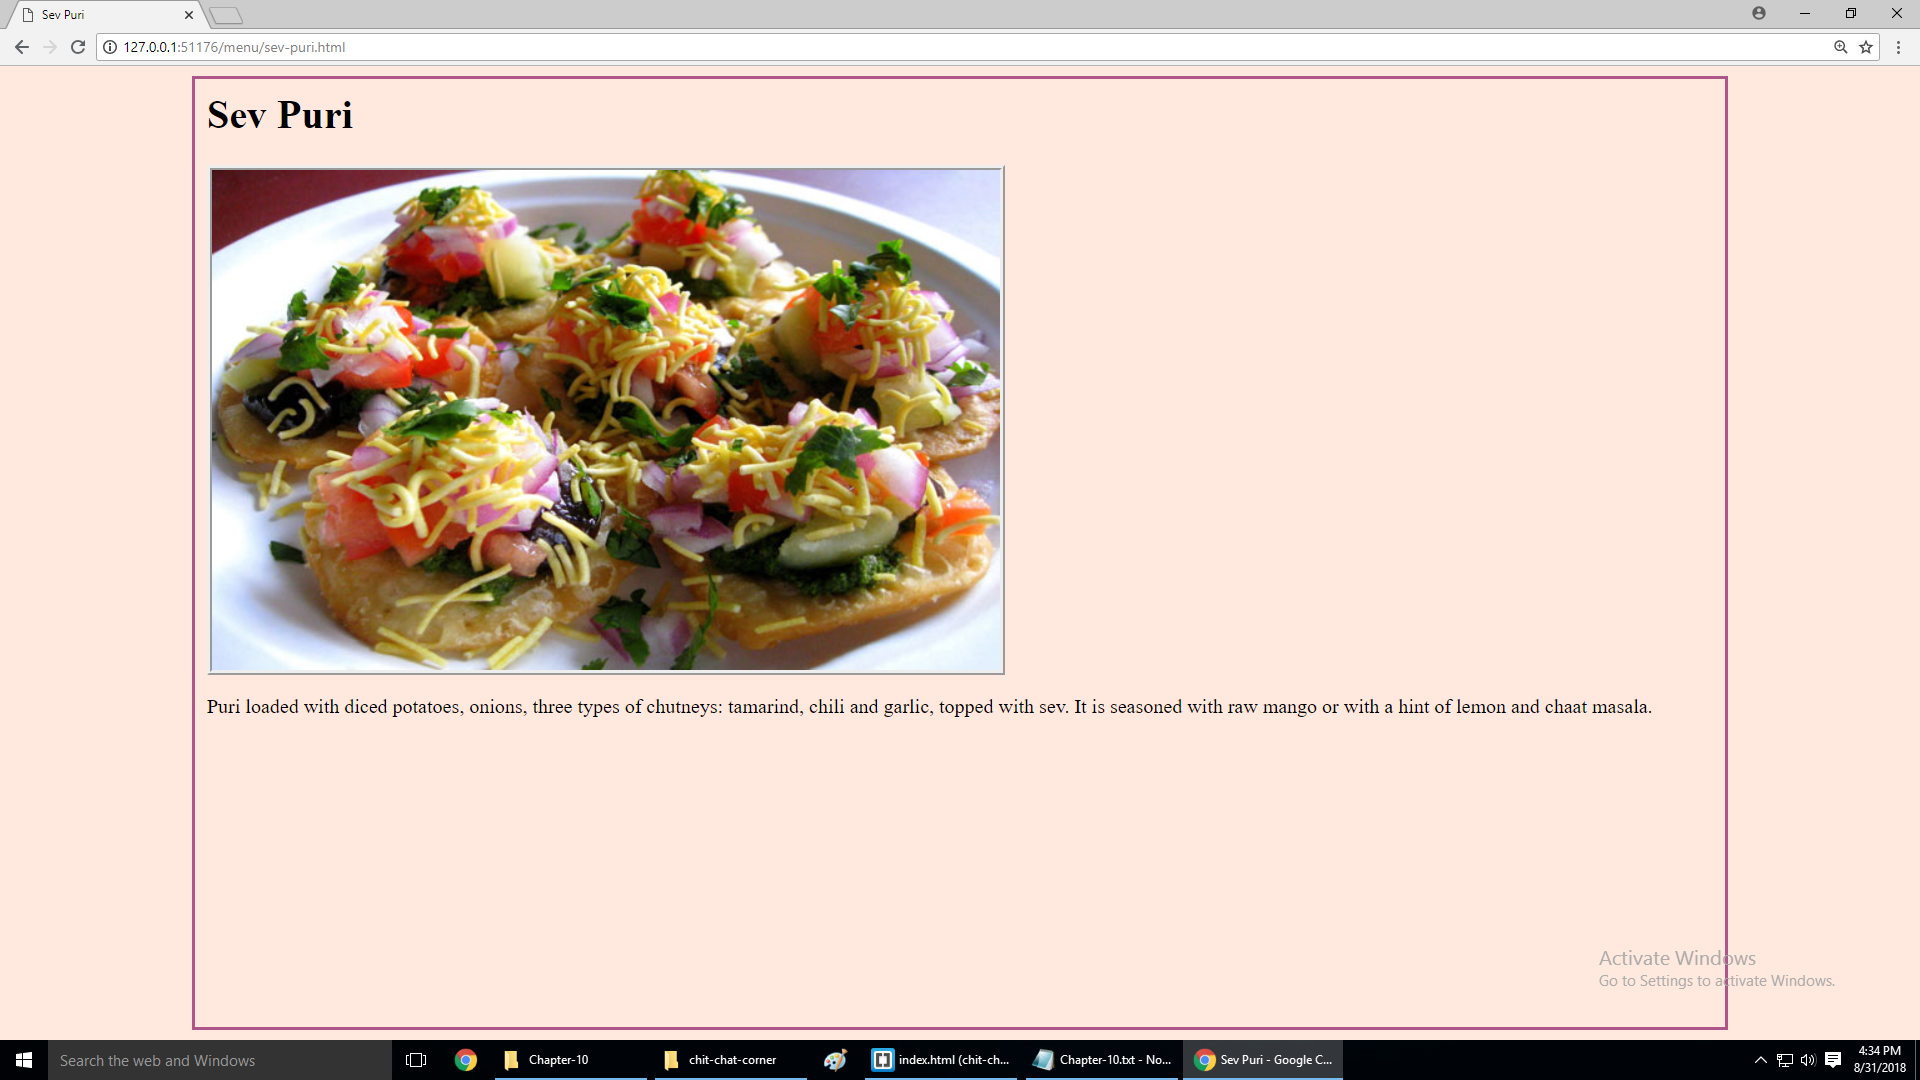 Sev Puri
127.0.0.1:51176/menu/sev-puri.html
Sev Puri
Puri loaded with diced potatoes, onions, three types of chutneys: tamarind, chili and garlic, topped with sev. It is seasoned with raw mango or with a hint of lemon and chaat masala.
Activate Windows
Go to Settings to activate Windows.
Search the web and Windows
Chapter-10
chit-chat-corner
index.html (chit-ch...
Chapter-10.txt - No...
Sev Puri - Google C...
4:34 PM
8/31/2018